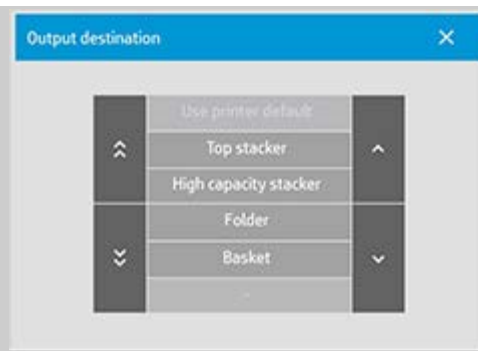 Output destination
Use printer default
Top stacker
High capacity stacker
Folder
Basket
-